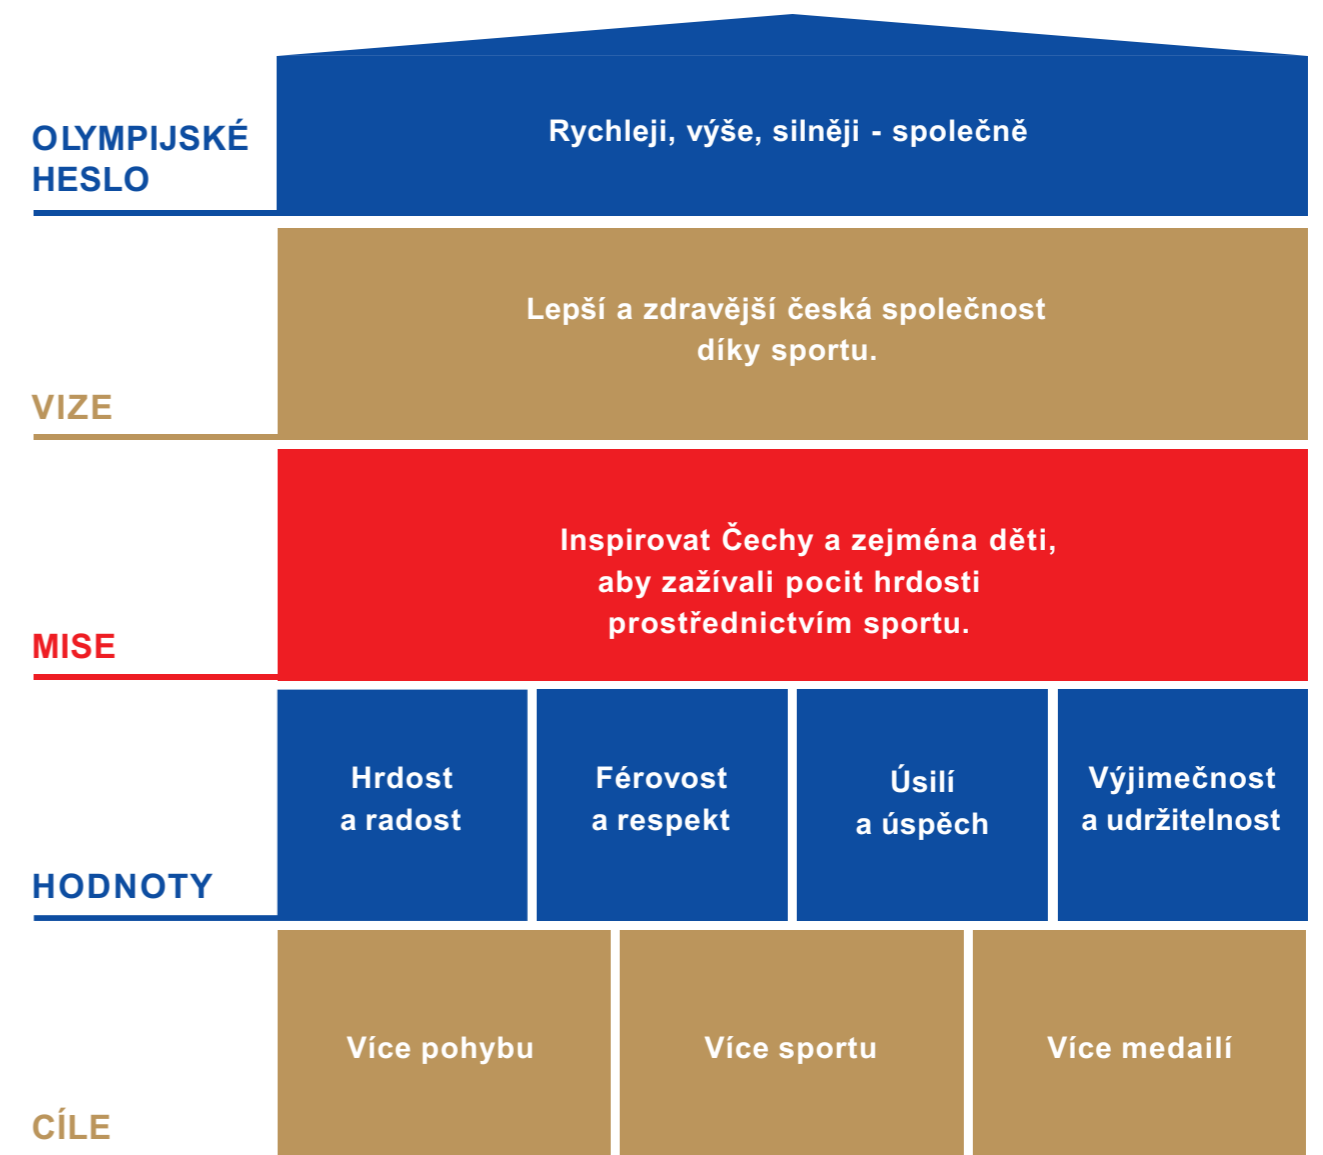 OLYMPIJSKÉ
HESLO
Rychleji, výše, silněji - společně
VIZE
Lepší a zdravější česká společnost
díky sportu.
MISE
Inspirovat Čechy a zejména děti,
aby zažívali pocit hrdosti
prostřednictvím sportu.
HODNOTY
Hrdost
a radost
Férovost
a respekt
Úsilí
a úspěch
Výjimečnost
a udržitelnost
CÍLE
Více pohybu
Více sportu
Více medailí